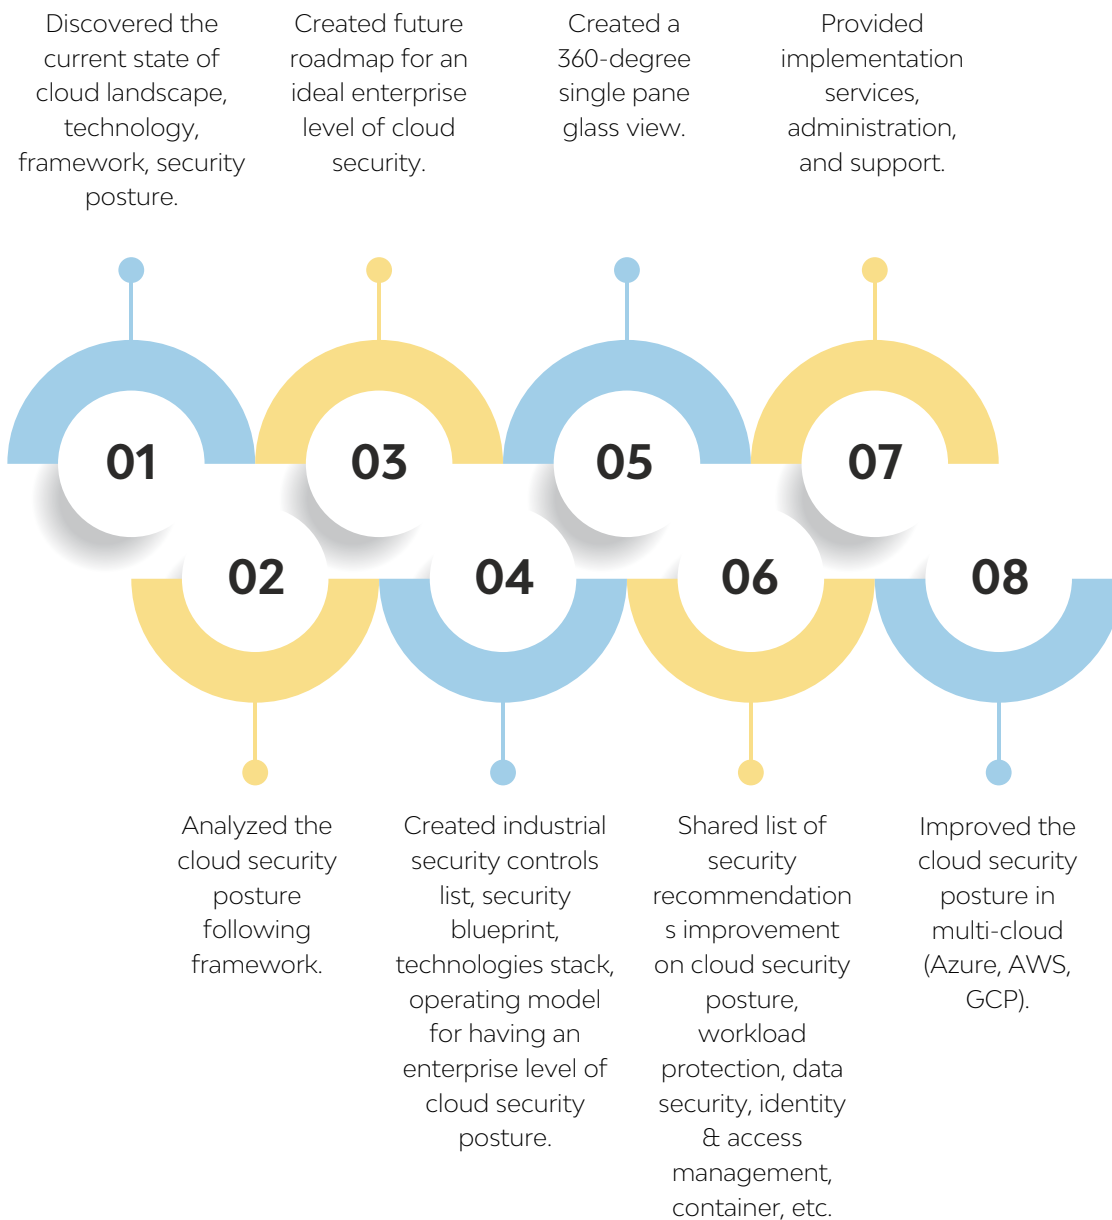 Discovered the
current state of
cloud landscape,
technology,
framework, security
posture.
Created future
roadmap for an
ideal enterprise
level of cloud
security.
Created a
360-degree
single pane
glass view.
Provided
implementation
services,
administration,
and support.
01
03
05
07
02
04
06
08
Analyzed the
cloud security
posture
following
framework.
Created industrial
security controls
list, security
blueprint,
technologies stack,
operating model
for having an
enterprise level of
cloud security
posture.
Shared list of
security
recommendation
s improvement
on cloud security
posture,
workload
protection, data
security, identity
& access
management,
container, etc.
Improved the
cloud security
posture in
multi-cloud
(Azure, AWS,
GCP).